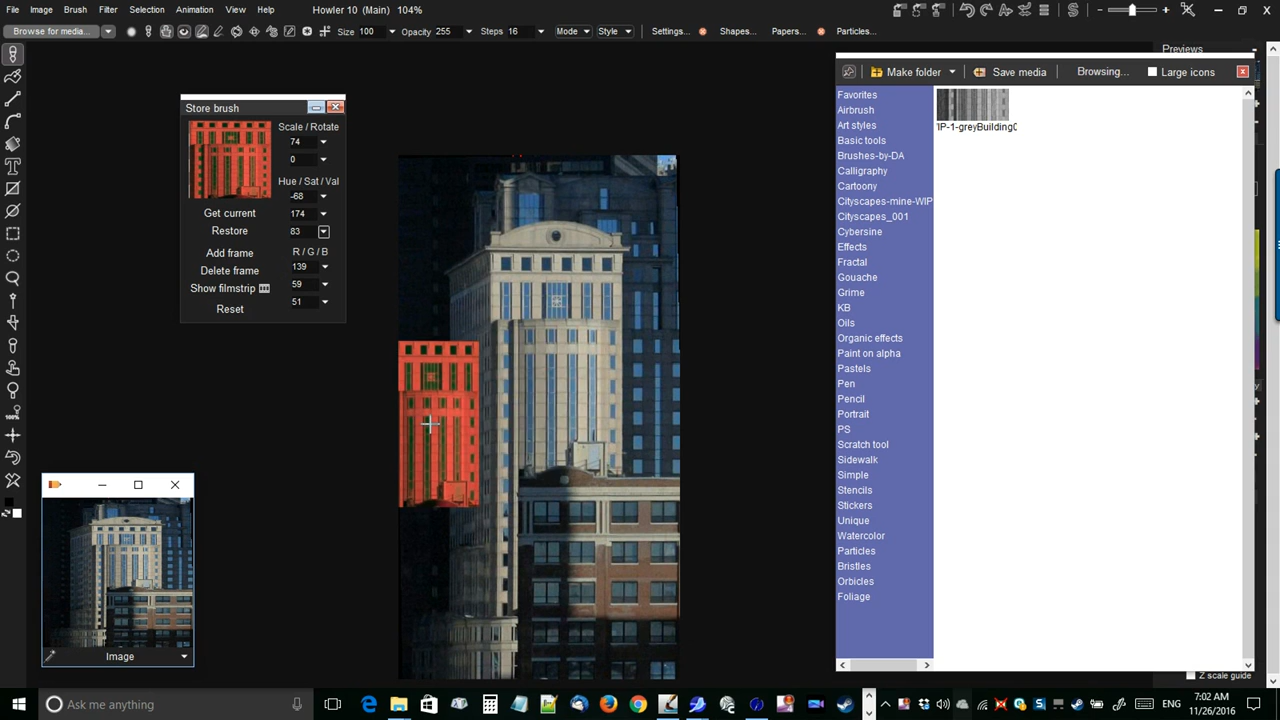 File Image Brush Filter Selection Animation View Help Howler 10 (Main) 104%
Browse for media... Size 100 Opacity 255 Steps 16 Mode Style Settings... Shapes... Papers... Particles...
Previews
Make folder Save media Browsing... Large icons
Store brush
Scale / Rotate
74
0
Hue / Sat / Val
-68
Get current 174
Restore 83
Add frame R / G / B
Delete frame 139
Show filmstrip 59
Reset 51
Favorites
Airbrush
Art styles
Basic tools
Brushes-by-DA
Calligraphy
Cartoony
Cityscapes-mine-WIP
Cityscapes_001
Cybersine
Effects
Fractal
Gouache
Grime
KB
Oils
Organic effects
Paint on alpha
Pastels
Pen
Pencil
Portrait
PS
Scratch tool
Sidewalk
Simple
Stencils
Stickers
Unique
Watercolor
Particles
Bristles
Orbicles
Foliage
IP-1-greyBuilding
100%
Image
Z scale guide
Ask me anything
ENG
7:02 AM
11/26/2016